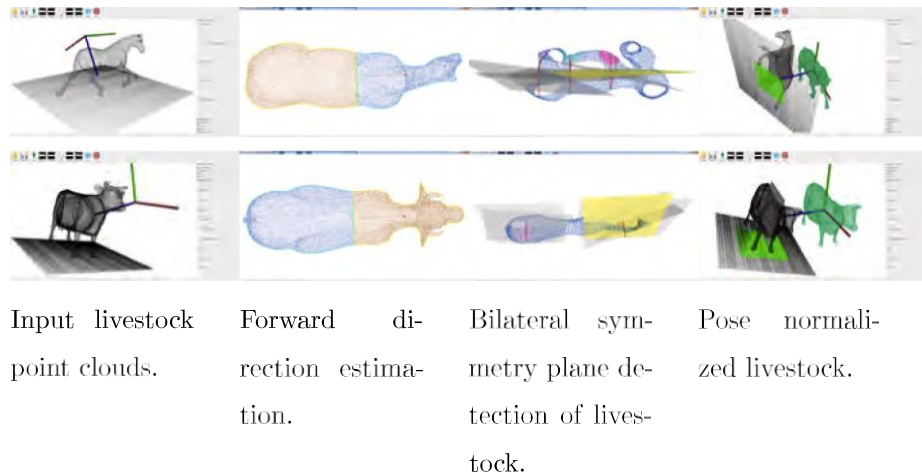 Input livestock
point clouds.
Forward di-
rection estima-
tion.
Bilateral sym-
metry plane de-
tection of lives-
tock.
Pose normali-
zed livestock.